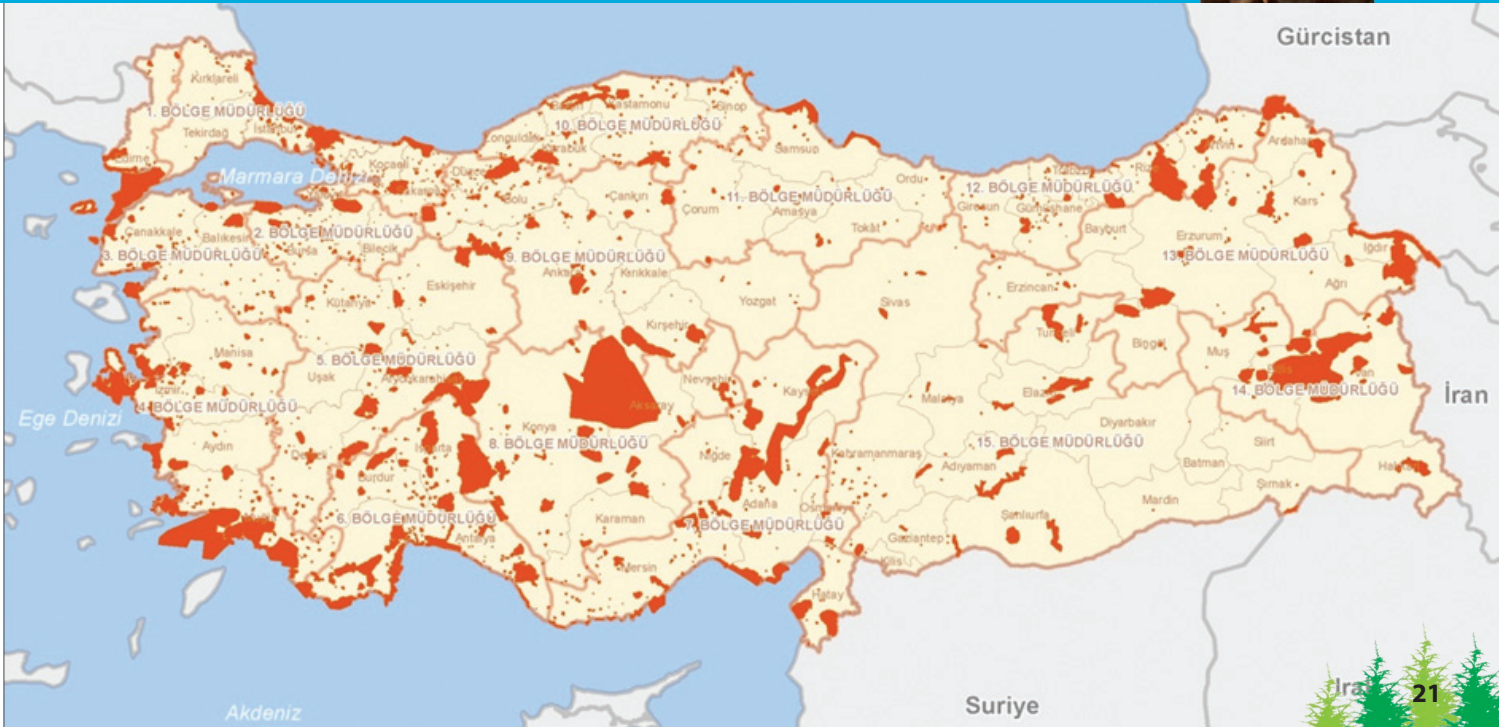 Gürcistan
Kırklareli
1. BÖLGE MÜDÜRLÜĞÜ
Tekirdağ
İstanbul
Edirne
Marmara Denizi
Kocaeli
Kastamonu
Sinop
10. BÖLGE MÜDÜRLÜĞÜ
Karabük
Düzce
Bolu
Çankırı
Samsun
Ordu
11. BÖLGE MÜDÜRLÜĞÜ
Çorum
Amasya
Tokat
12. BÖLGE MÜDÜRLÜĞÜ
Giresun
Gümüşhane
Rize
Artvin
Ardahan
Kars
Bayburt
Erzurum
13. BÖLGE MÜDÜRLÜĞÜ
Iğdır
Ağrı
Çanakkale
Balıkesir
2. BÖLGE MÜDÜRLÜĞÜ
3. BÖLGE MÜDÜRLÜĞÜ
Bursa
Bilecik
9. BÖLGE MÜDÜRLÜĞÜ
Ankara
Kırıkkale
Eskişehir
Kütahya
Yozgat
Sivas
Erzincan
Kırşehir
Tunceli
Bingöl
Muş
Bitlis
Van
14. BÖLGE MÜDÜRLÜĞÜ
İran
Manisa
5. BÖLGE MÜDÜRLÜĞÜ
Uşak
Afyonkarahisar
İzmir
4. BÖLGE MÜDÜRLÜĞÜ
Ege Denizi
Nevşehir
Aksaray
Kayseri
Malatya
Elazığ
Diyarbakır
Konya
8. BÖLGE MÜDÜRLÜĞÜ
15. BÖLGE MÜDÜRLÜĞÜ
Aydın
Denizli
Isparta
Burdur
Niğde
Kahramanmaraş
Adıyaman
Batman
Siirt
Şırnak
Hakkari
Mardin
Muğla
6. BÖLGE MÜDÜRLÜĞÜ
Antalya
Karaman
Adana
Osmaniye
7. BÖLGE MÜDÜRLÜĞÜ
Şanlıurfa
Gaziantep
Kilis
Mersin
Hatay
Akdeniz
Suriye
Irak
21